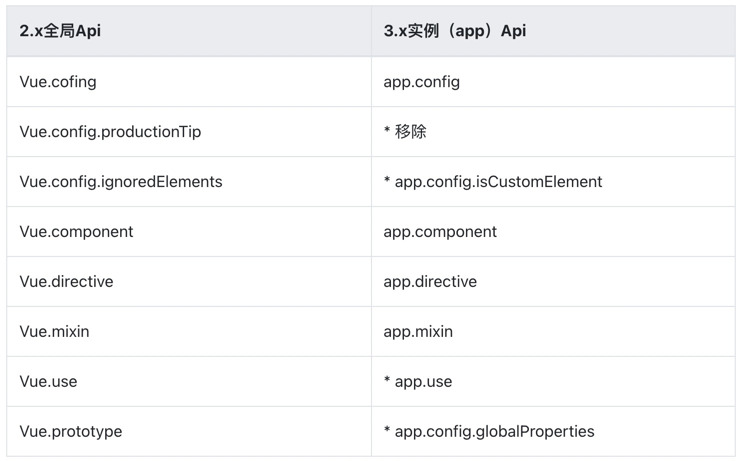 2.x全局Api 3.x实例（app）Api
Vue.cofing app.config
Vue.config.productionTip * 移除
Vue.config.ignoredElements * app.config.isCustomElement
Vue.component app.component
Vue.directive app.directive
Vue.mixin app.mixin
Vue.use * app.use
Vue.prototype * app.config.globalProperties